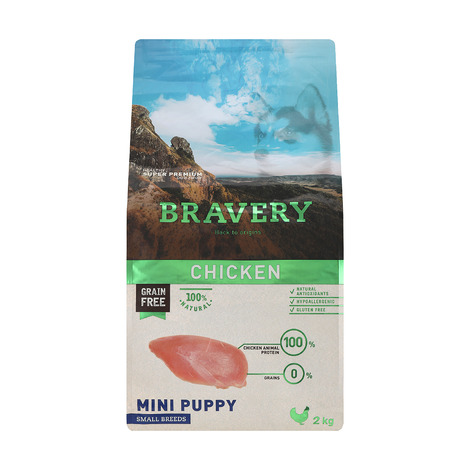 HEALTHY
SUPER PREMIUM
BRAVERY
Back to origins
CHICKEN
GRAIN
FREE
100%
NATURAL
NATURAL
ANTIOXIDANTS
HYPOALLERGENIC
GLUTEN FREE
CHICKEN ANIMAL
PROTEIN
100 %
GRAINS
0 %
MINI PUPPY
SMALL BREEDS
2 kg